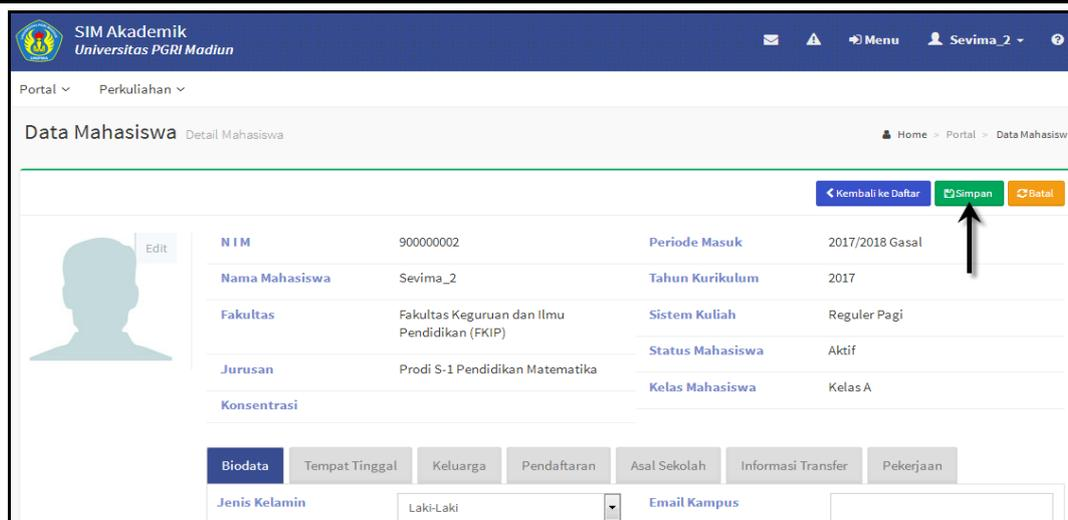 SIM Akademik
Universitas PGRI Madiun
Menu
Sevima_2
Portal
Perkuliahan
Data Mahasiswa Detail Mahasiswa
Home > Portal > Data Mahasisw
Kembali ke Daftar
Simpan
Batal
Edit
N I M 900000002
Periode Masuk 2017/2018 Gasal
Nama Mahasiswa Sevima_2
Tahun Kurikulum 2017
Fakultas Fakultas Keguruan dan Ilmu
Pendidikan (FKIP)
Sistem Kuliah Reguler Pagi
Status Mahasiswa Aktif
Jurusan Prodi S-1 Pendidikan Matematika
Kelas Mahasiswa Kelas A
Konsentrasi
Biodata Tempat Tinggal Keluarga Pendaftaran Asal Sekolah Informasi Transfer Pekerjaan
Jenis Kelamin Laki-Laki
Email Kampus